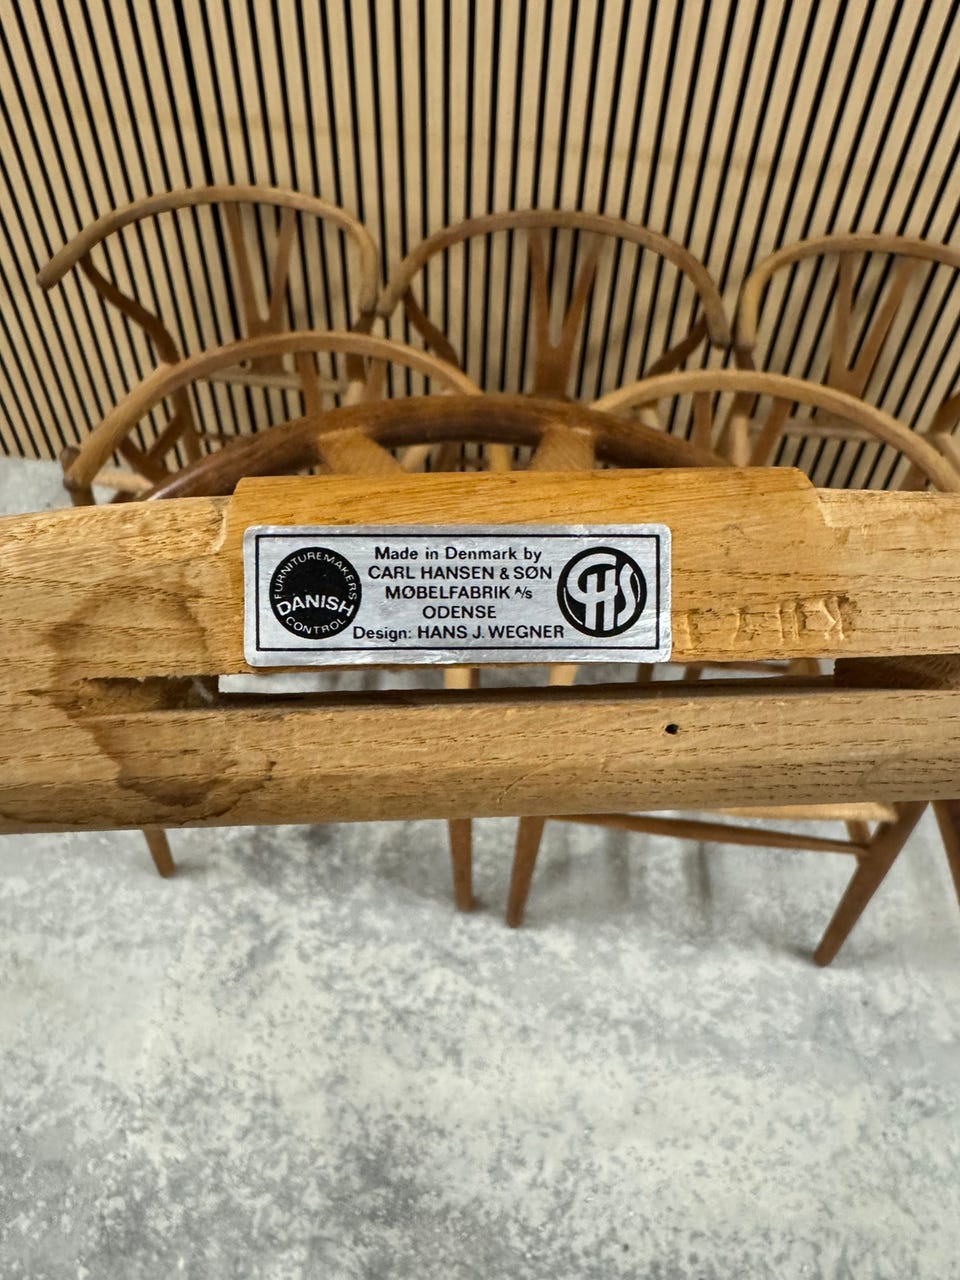 FURNITUREMAKERS
DANISH
CONTROL
Made in Denmark by
CARL HANSEN & SØN
MØBELFABRIK A/S
ODENSE
Design: HANS J. WEGNER
CHS